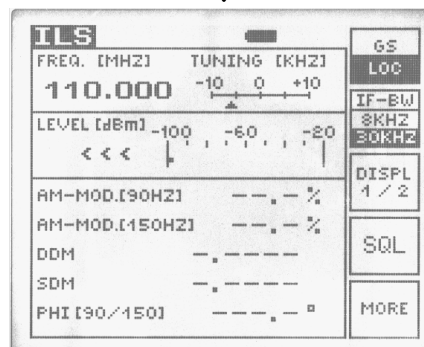 ILS
FREQ. [MHZ] TUNING [KHZ]
110.000 -10 0 +10
LEVEL [dBm] -100 -60 -20
<<<
AM-MOD.[90HZ] --.-%
AM-MOD.[150HZ] --.-%
DDM -.----
SDM -.----
PHI [90/150] ---.-°
GS
LOC
IF-BW
8KHZ
30KHZ
DISPL
1/2
SQL
MORE